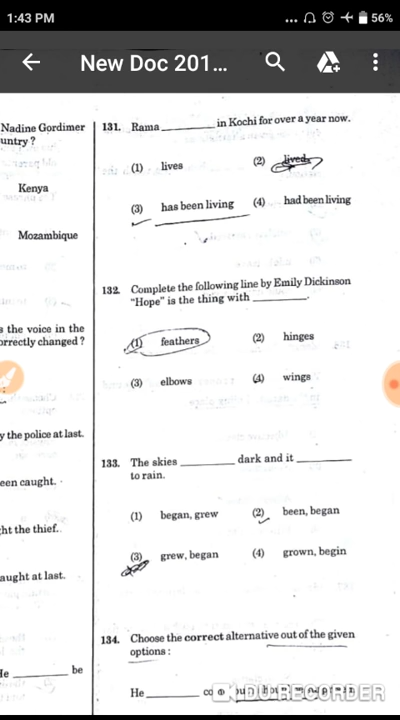 1:43 PM
56%
New Doc 201...
Nadine Gordimer
untry ?
Kenya
Mozambique
s the voice in the
orrectly changed ?
y the police at last.
een caught.
ht the thief.
aught at last.
He ________ be
131. Rama ________ in Kochi for over a year now.
(1) lives
(2) lived
(3) has been living
(4) had been living
132. Complete the following line by Emily Dickinson
"Hope" is the thing with ________.
(1) feathers
(2) hinges
(3) elbows
(4) wings
133. The skies ________ dark and it ________
to rain.
(1) began, grew
(2) been, began
(3) grew, began
(4) grown, begin
134. Choose the correct alternative out of the given
options :
He ________
DU RECORDER